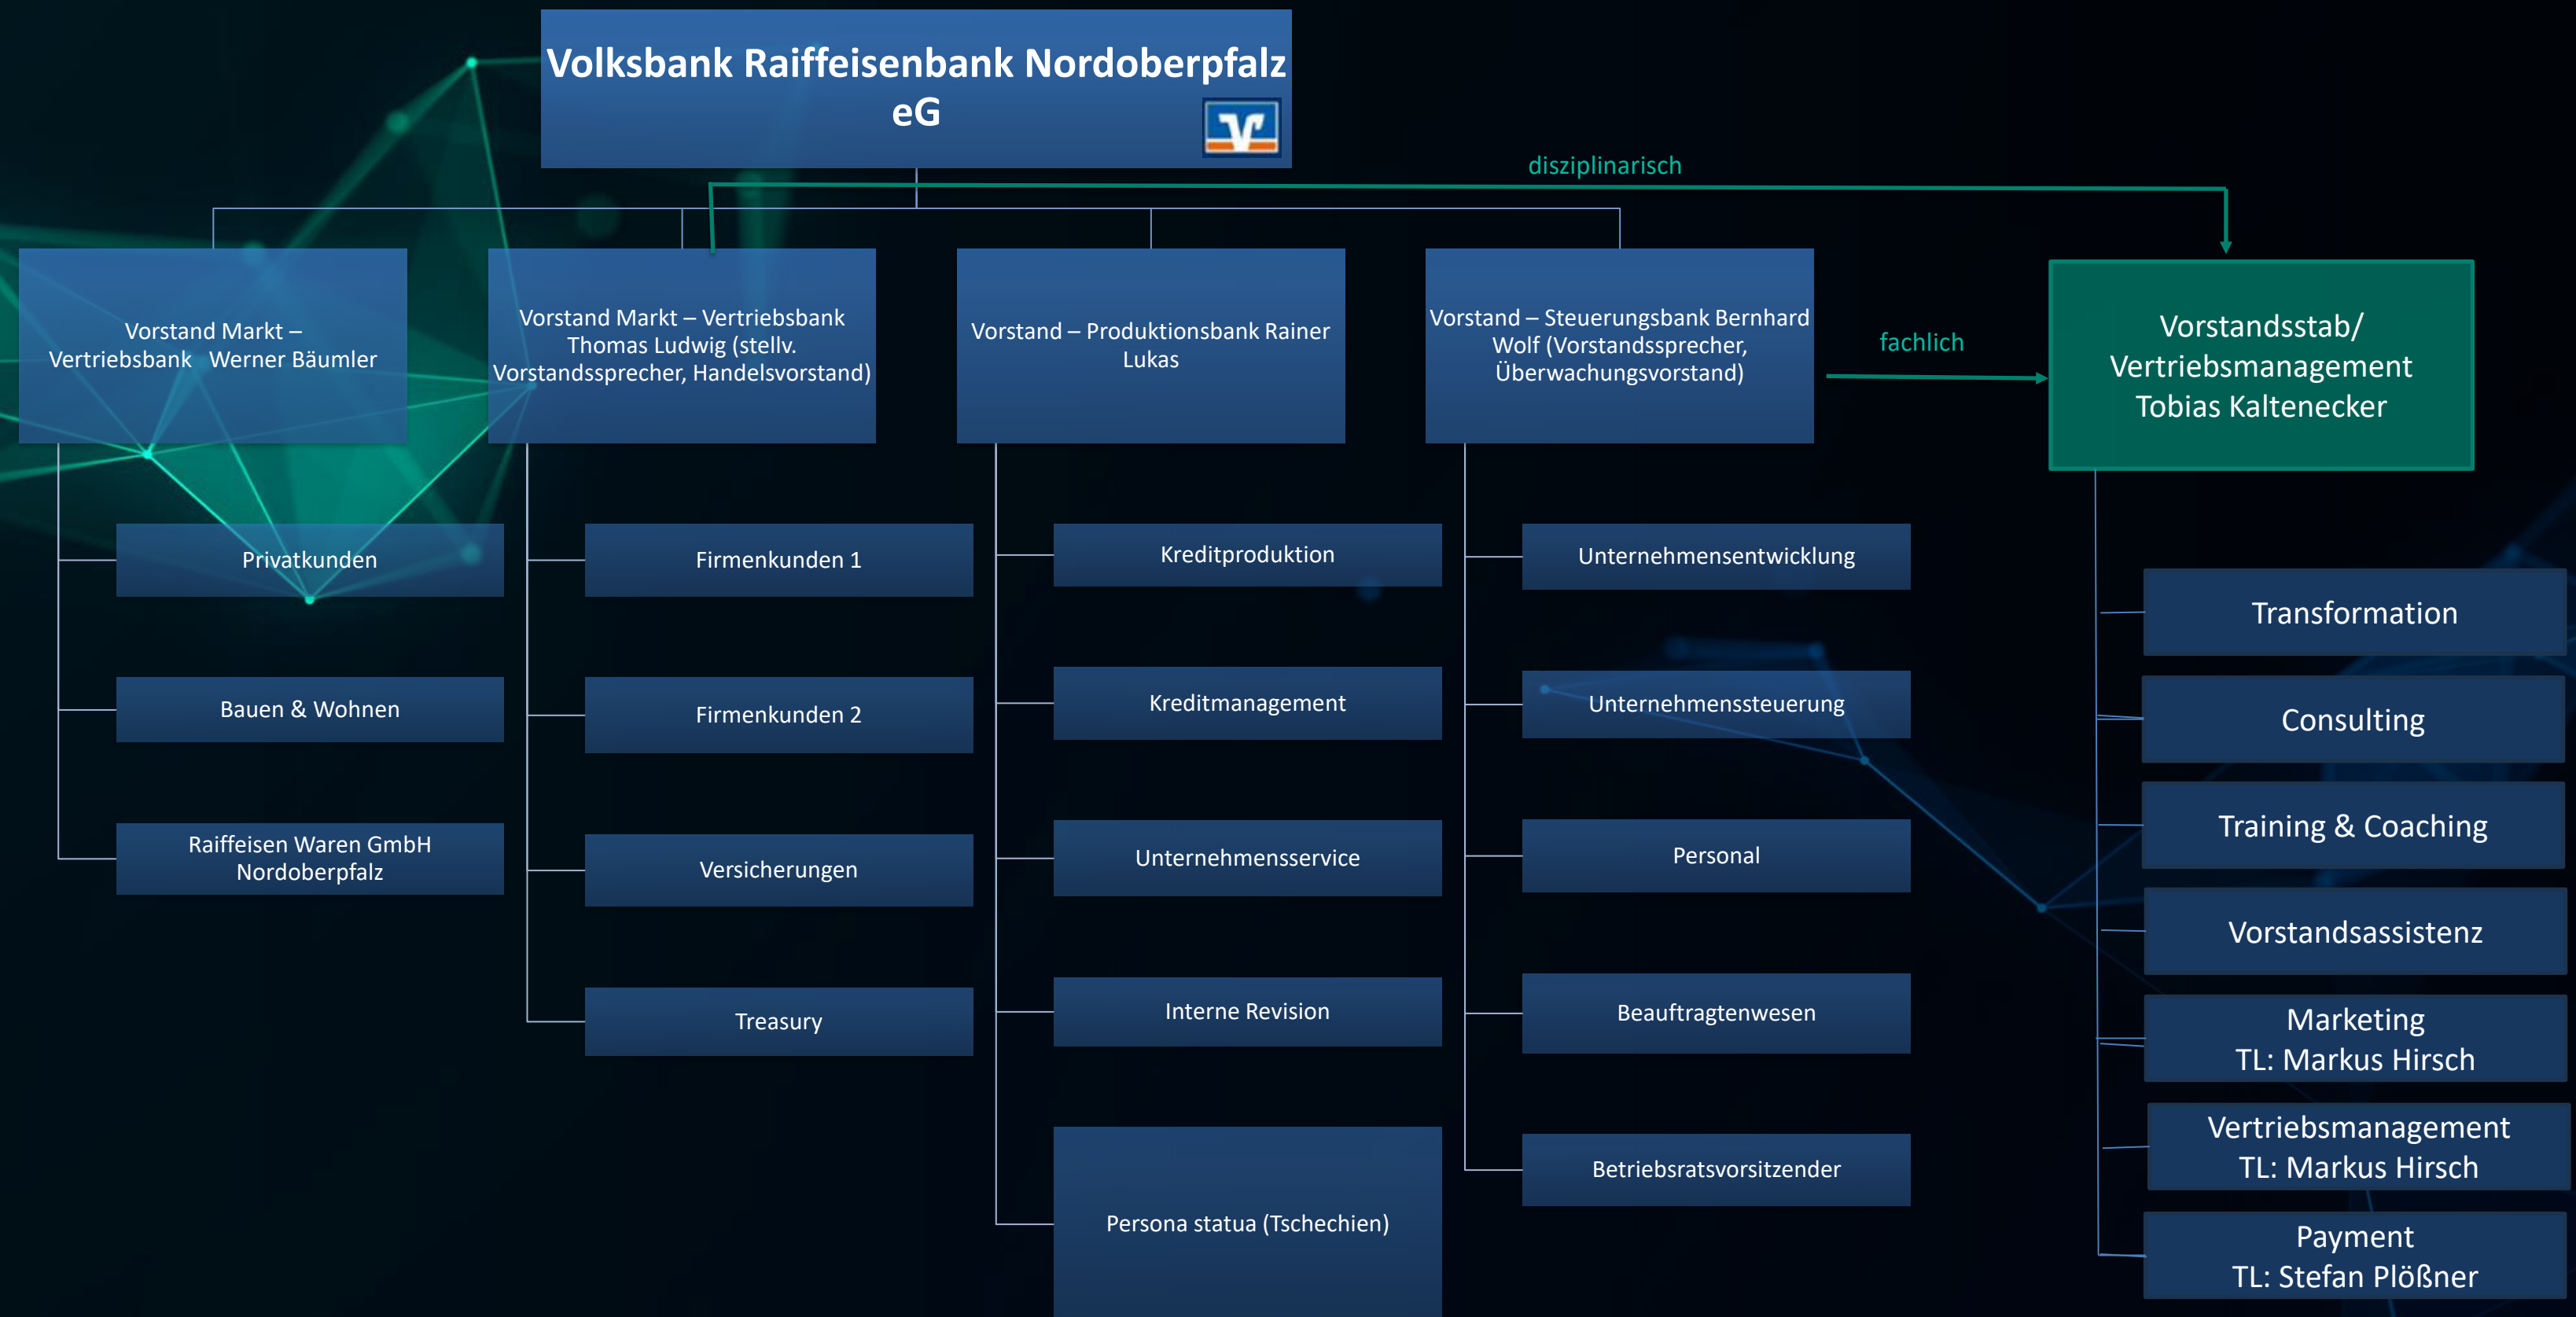 Volksbank Raiffeisenbank Nordoberpfalz
eG
disziplinarisch
Vorstand Markt –
Vertriebsbank Werner Bäumler
Vorstand Markt – Vertriebsbank
Thomas Ludwig (stellv.
Vorstandssprecher, Handelsvorstand)
Vorstand – Produktionsbank Rainer
Lukas
Vorstand – Steuerungsbank Bernhard
Wolf (Vorstandssprecher,
Überwachungsvorstand)
fachlich
Vorstandsstab/
Vertriebsmanagement
Tobias Kaltenecker
Privatkunden
Bauen & Wohnen
Raiffeisen Waren GmbH
Nordoberpfalz
Firmenkunden 1
Firmenkunden 2
Versicherungen
Treasury
Kreditproduktion
Kreditmanagement
Unternehmensservice
Interne Revision
Persona statua (Tschechien)
Unternehmensentwicklung
Unternehmenssteuerung
Personal
Beauftragtenwesen
Betriebsratsvorsitzender
Transformation
Consulting
Training & Coaching
Vorstandsassistenz
Marketing
TL: Markus Hirsch
Vertriebsmanagement
TL: Markus Hirsch
Payment
TL: Stefan Plößner